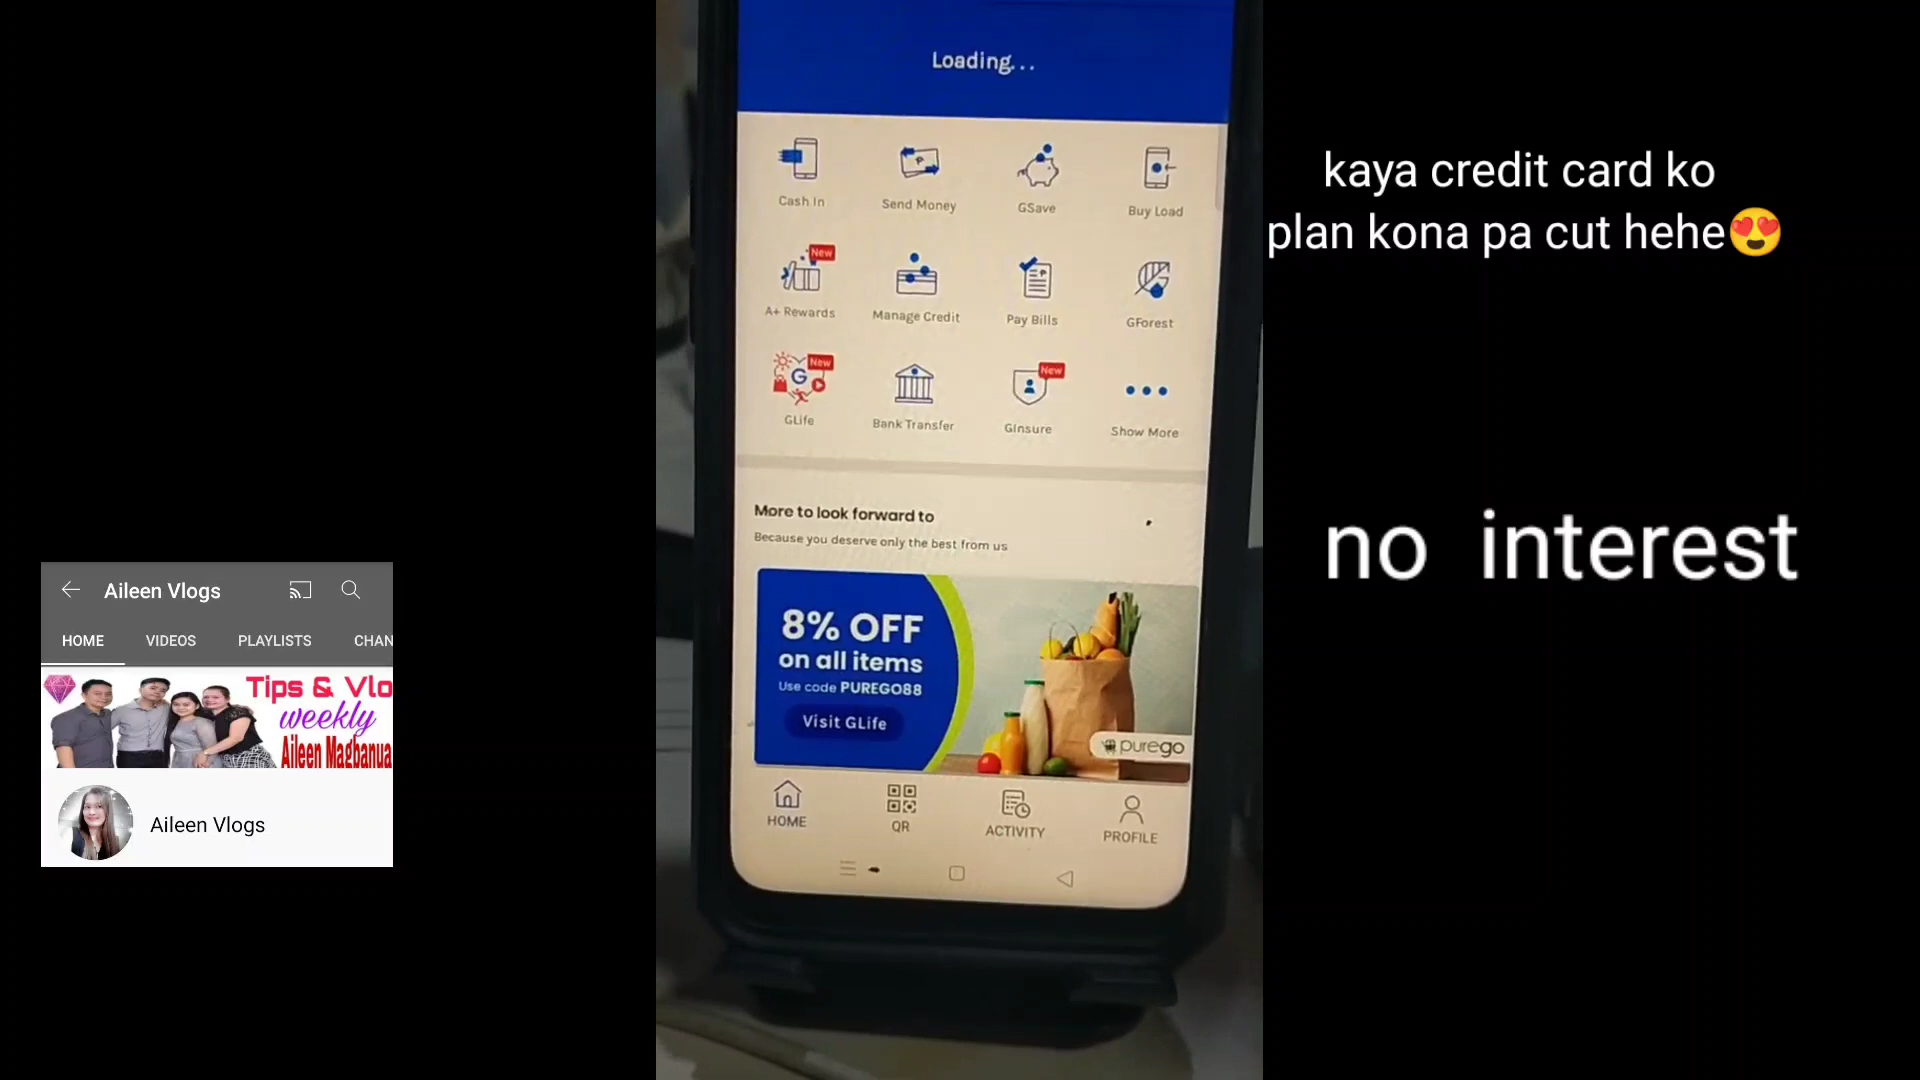 Loading...
Cash In
Send Money
GSave
Buy Load
New
A+ Rewards
Manage Credit
Pay Bills
GForest
New
GLife
Bank Transfer
New
GInsure
Show More
More to look forward to
Because you deserve only the best from us
8% OFF
on all items
Use code PUREGO88
Visit GLife
purego
HOME
QR
ACTIVITY
PROFILE
kaya credit card ko
plan kona pa cut hehe😍
no interest
Aileen Vlogs
HOME VIDEOS PLAYLISTS CHAN
Tips & Vlo
weekly
Aileen Magbanua
Aileen Vlogs